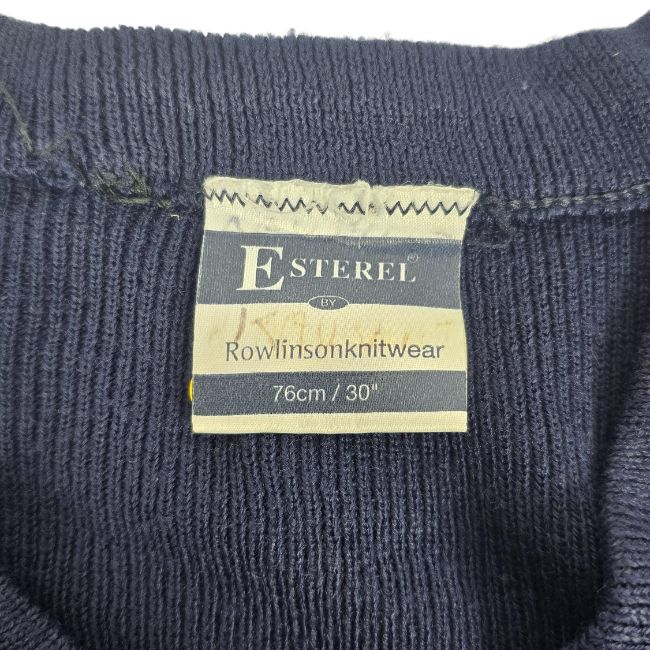 ESTEREL®
BY
Rowlinsonknitwear
76cm / 30"